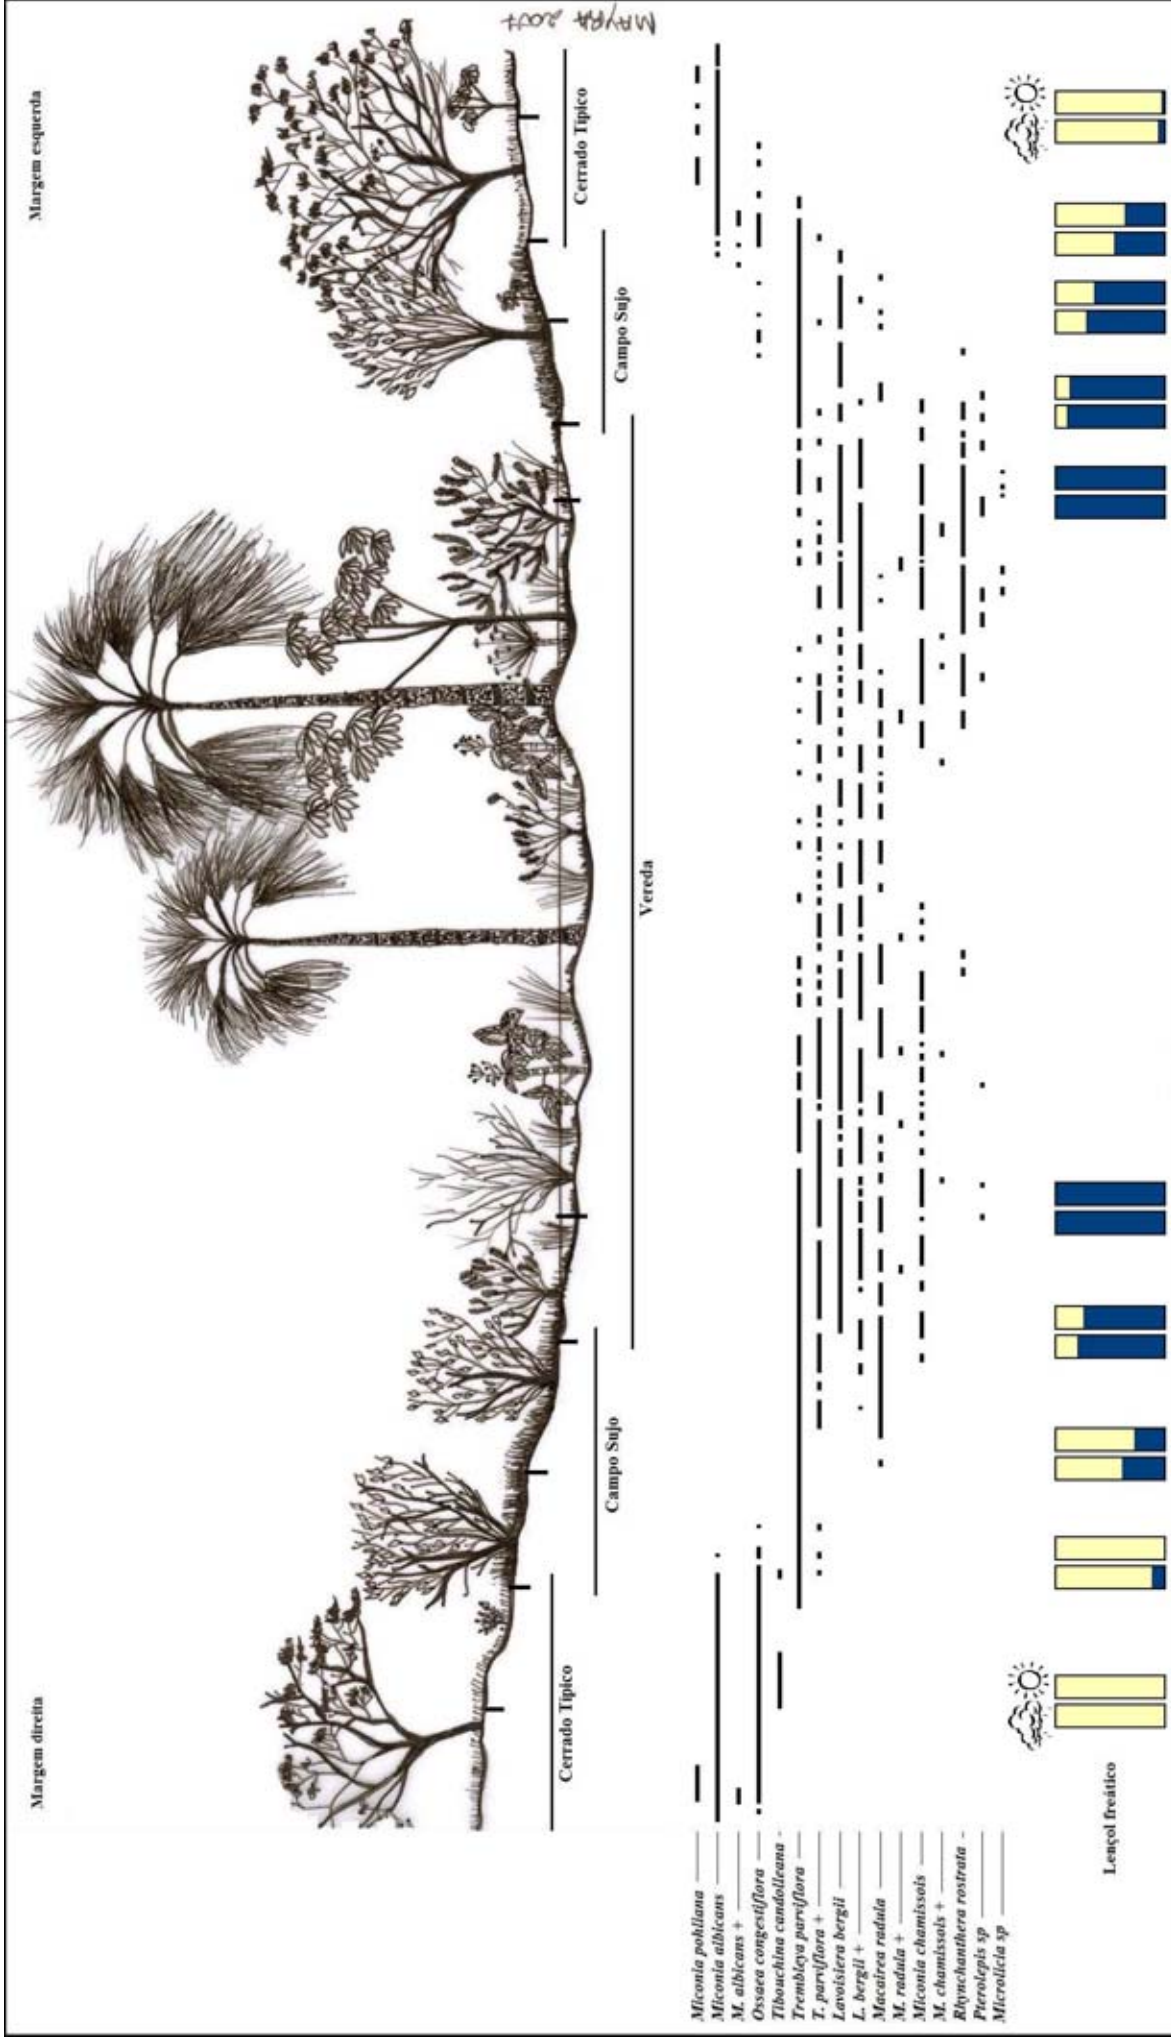 Margem direita
Margem esquerda
MAYRA 2007
Cerrado Típico
Campo Sujo
Vereda
Campo Sujo
Cerrado Típico
Miconia pohliana
Miconia albicans
M. albicans +
Ossaea congestiflora
Tibouchina candolleana
Trembleya parviflora
T. parviflora +
Lavoisiera bergii
L. bergii +
Macairea radula
M. radula +
Miconia chamissois
M. chamissois +
Rhynchanthera rostrata
Pterolepis sp
Microlicia sp
Lençol freático